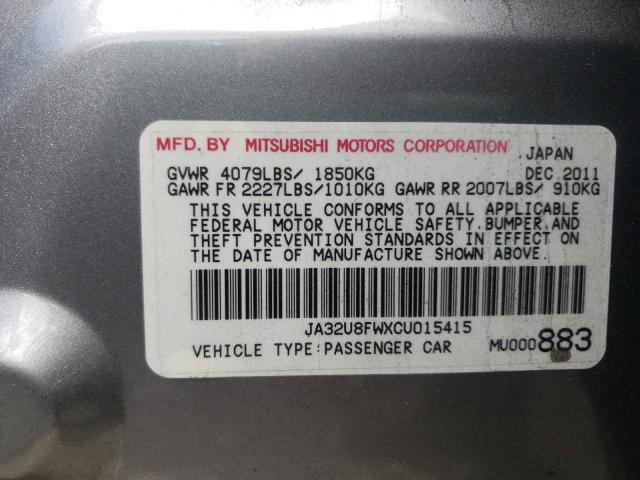 MFD. BY MITSUBISHI MOTORS CORPORATION
JAPAN
GVWR 4079LBS/ 1850KG DEC 2011
GAWR FR 2227LBS/1010KG GAWR RR 2007LBS/ 910KG
THIS VEHICLE CONFORMS TO ALL APPLICABLE
FEDERAL MOTOR VEHICLE SAFETY, BUMPER, AND
THEFT PREVENTION STANDARDS IN EFFECT ON
THE DATE OF MANUFACTURE SHOWN ABOVE.
JA32U8FWXCU015415
VEHICLE TYPE:PASSENGER CAR MU000883